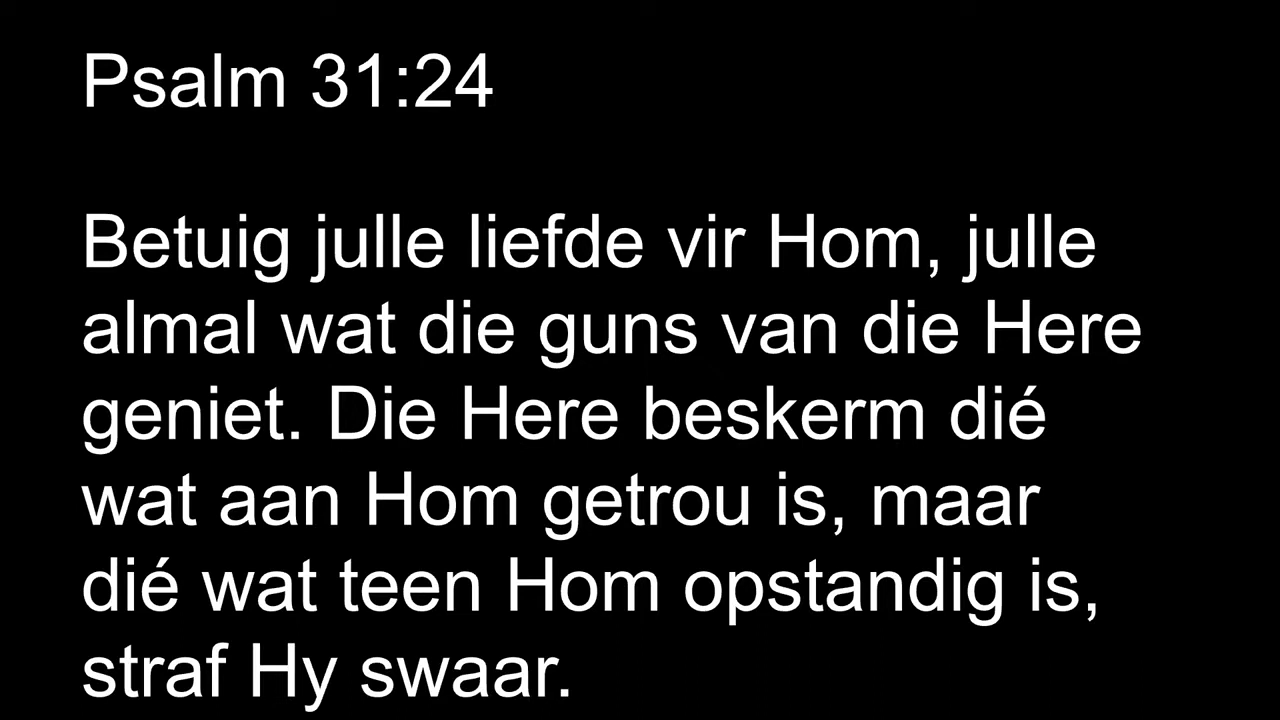 Psalm 31:24
Betuig julle liefde vir Hom, julle
almal wat die guns van die Here
geniet. Die Here beskerm dié
wat aan Hom getrou is, maar
dié wat teen Hom opstandig is,
straf Hy swaar.